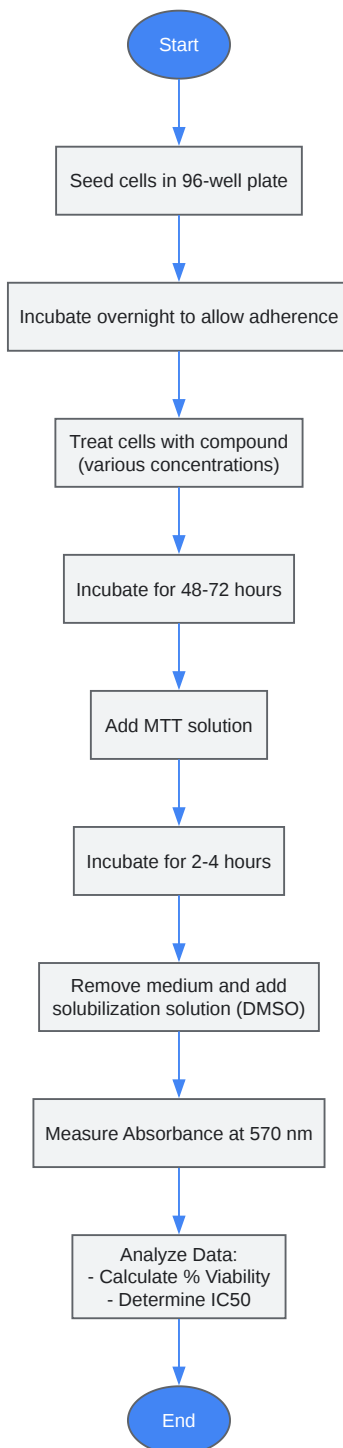 Start
Seed cells in 96-well plate
Incubate overnight to allow adherence
Treat cells with compound
(various concentrations)
Incubate for 48-72 hours
Add MTT solution
Incubate for 2-4 hours
Remove medium and add
solubilization solution (DMSO)
Measure Absorbance at 570 nm
Analyze Data:
- Calculate % Viability
- Determine IC50
End